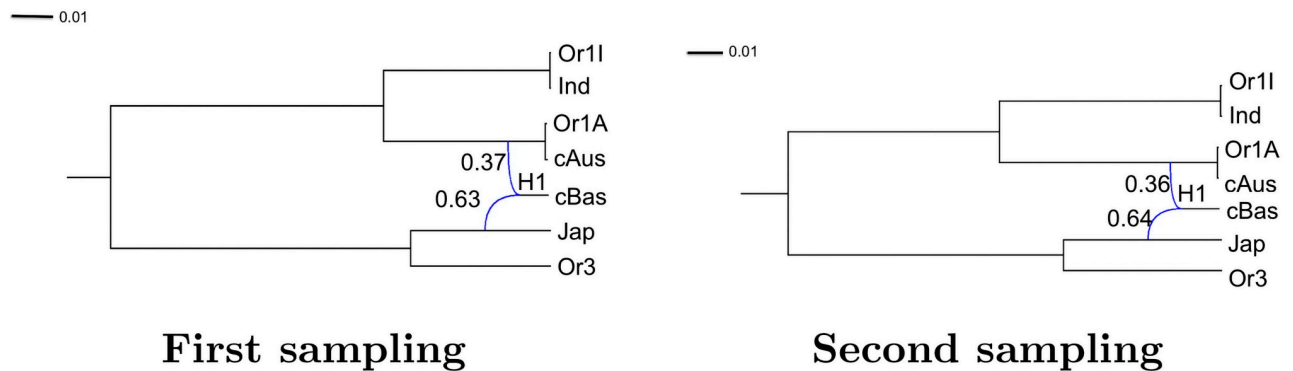 0.01
Or1I
Ind
Or1A
0.37
cAus
H1
0.63
cBas
Jap
Or3
First sampling
0.01
Or1I
Ind
Or1A
0.36
cAus
H1
cBas
0.64
Jap
Or3
Second sampling